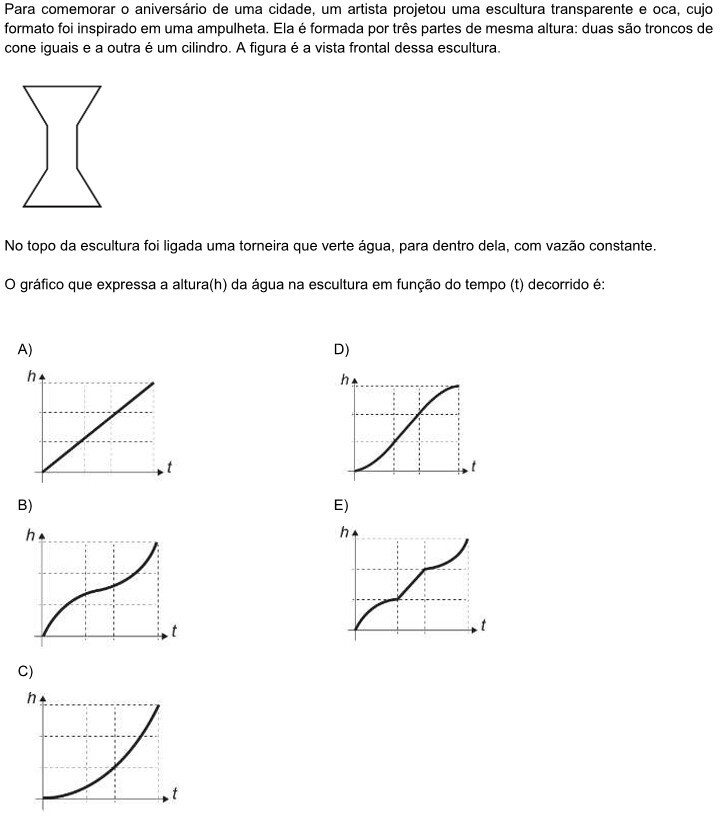 Para comemorar o aniversário de uma cidade, um artista projetou uma escultura transparente e oca, cujo
formato foi inspirado em uma ampulheta. Ela é formada por três partes de mesma altura: duas são troncos de
cone iguais e a outra é um cilindro. A figura é a vista frontal dessa escultura.
No topo da escultura foi ligada uma torneira que verte água, para dentro dela, com vazão constante.
O gráfico que expressa a altura(h) da água na escultura em função do tempo (t) decorrido é:
A)
h
t
B)
h
t
C)
h
t
D)
h
t
E)
h
t